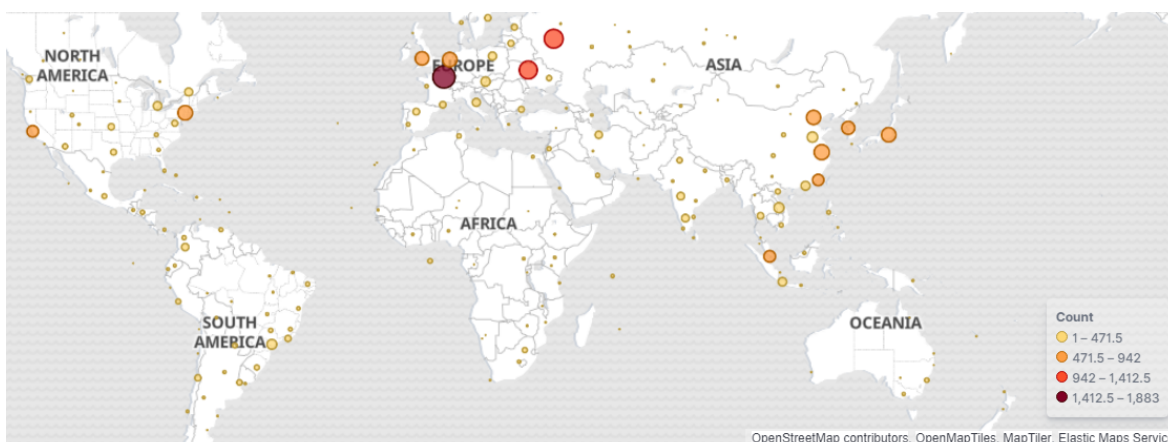 NORTH
AMERICA
EUROPE
ASIA
AFRICA
SOUTH
AMERICA
OCEANIA
Count
1 – 471.5
471.5 – 942
942 – 1,412.5
1,412.5 – 1,883
OpenStreetMap contributors, OpenMapTiles, MapTiler, Elastic Maps Servic